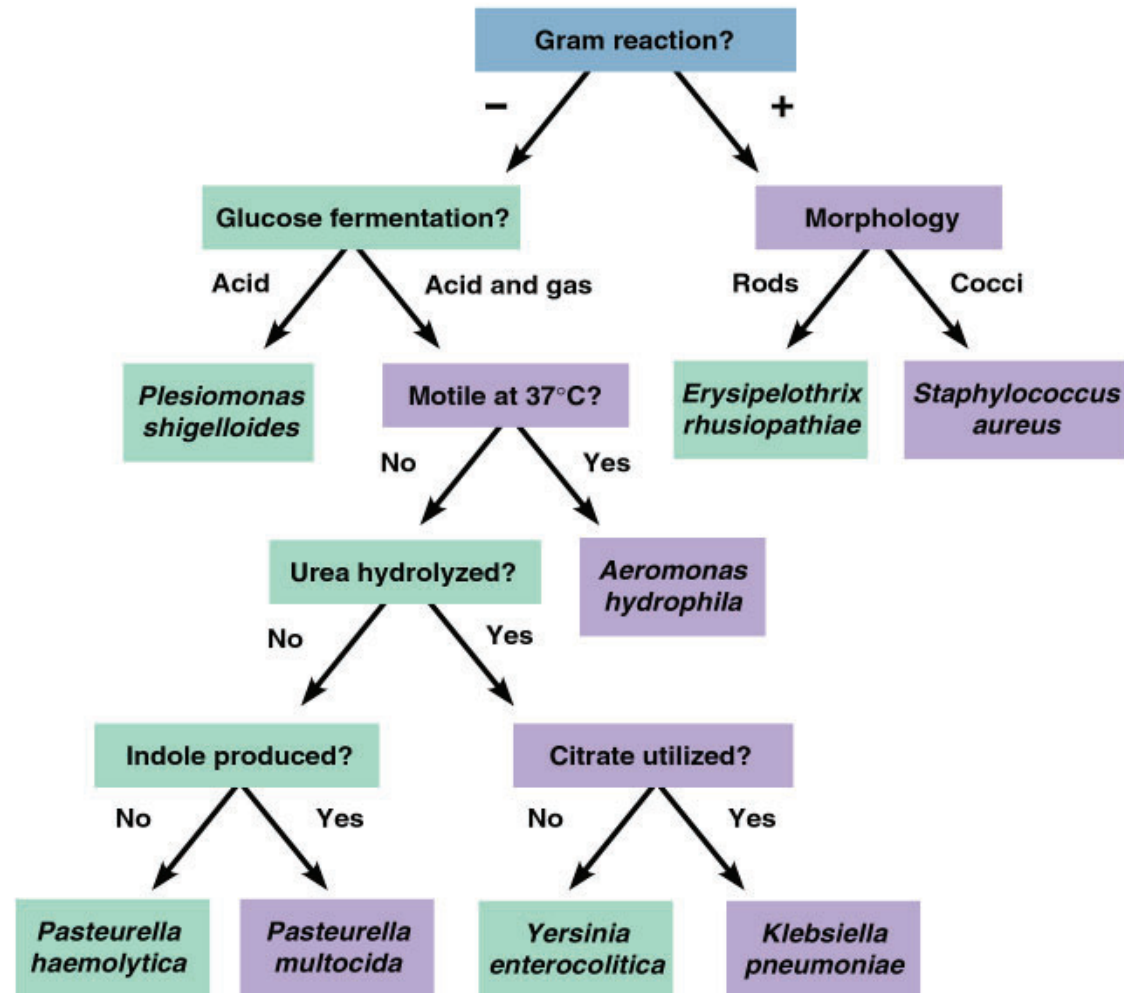 Gram reaction?
−
+
Glucose fermentation?
Morphology
Acid
Acid and gas
Rods
Cocci
Plesiomonas
shigelloides
Motile at 37°C?
Erysipelothrix
rhusiopathiae
Staphylococcus
aureus
No
Yes
Urea hydrolyzed?
Aeromonas
hydrophila
No
Yes
Indole produced?
Citrate utilized?
No
Yes
No
Yes
Pasteurella
haemolytica
Pasteurella
multocida
Yersinia
enterocolitica
Klebsiella
pneumoniae